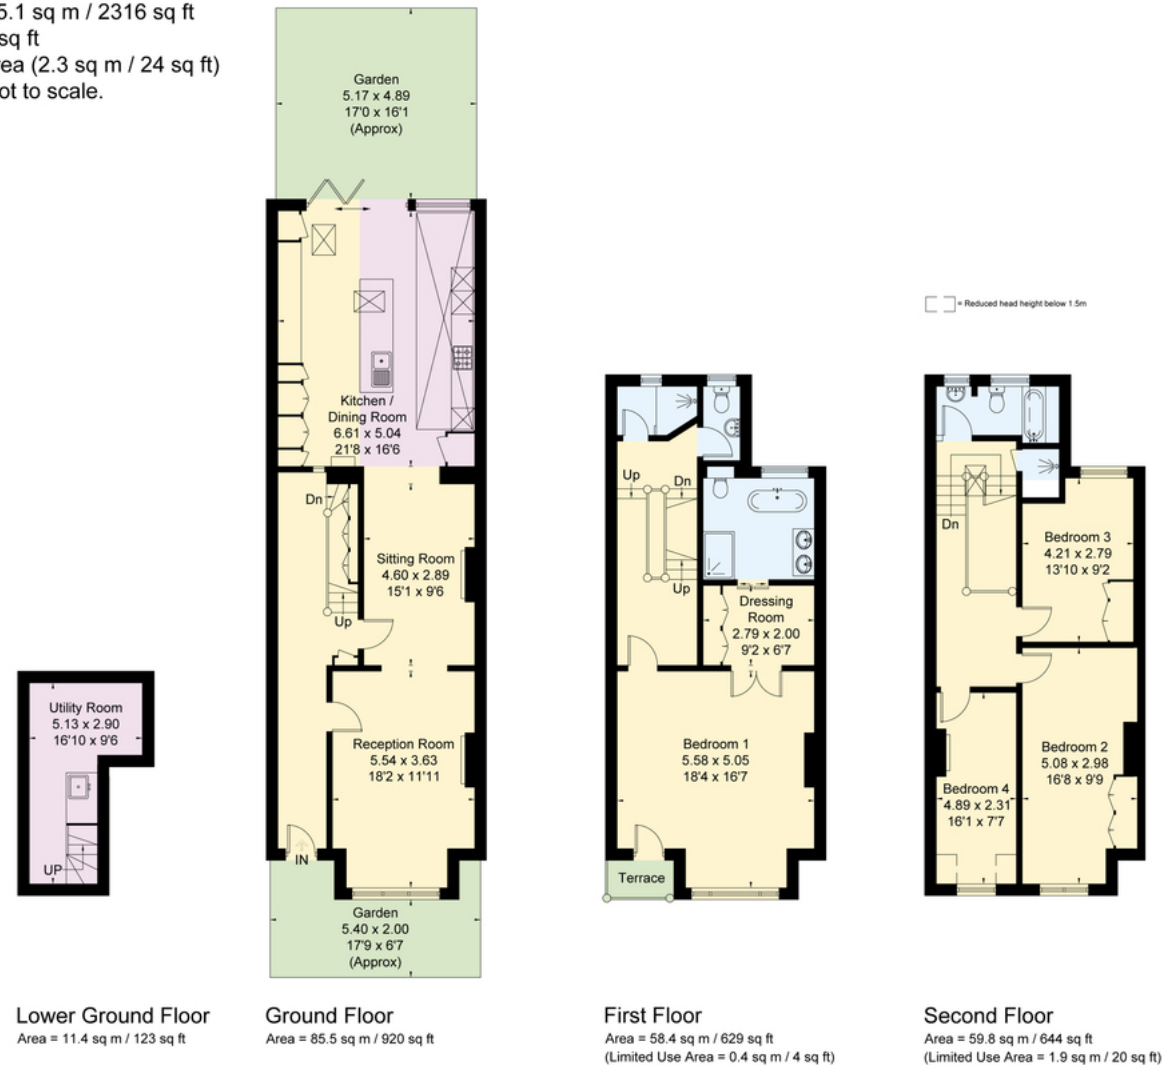 5.1 sq m / 2316 sq ft
sq ft
ea (2.3 sq m / 24 sq ft)
ot to scale.
Garden
5.17 x 4.89
17'0 x 16'1
(Approx)
Kitchen /
Dining Room
6.61 x 5.04
21'8 x 16'6
Dn
Sitting Room
4.60 x 2.89
15'1 x 9'6
Up
Reception Room
5.54 x 3.63
18'2 x 11'11
IN
Garden
5.40 x 2.00
17'9 x 6'7
(Approx)
Utility Room
5.13 x 2.90
16'10 x 9'6
UP
Up
Dn
Up
Dressing
Room
2.79 x 2.00
9'2 x 6'7
Bedroom 1
5.58 x 5.05
18'4 x 16'7
Terrace
= Reduced head height below 1.5m
Dn
Bedroom 3
4.21 x 2.79
13'10 x 9'2
Bedroom 2
5.08 x 2.98
16'8 x 9'9
Bedroom 4
4.89 x 2.31
16'1 x 7'7
Lower Ground Floor
Area = 11.4 sq m / 123 sq ft
Ground Floor
Area = 85.5 sq m / 920 sq ft
First Floor
Area = 58.4 sq m / 629 sq ft
(Limited Use Area = 0.4 sq m / 4 sq ft)
Second Floor
Area = 59.8 sq m / 644 sq ft
(Limited Use Area = 1.9 sq m / 20 sq ft)